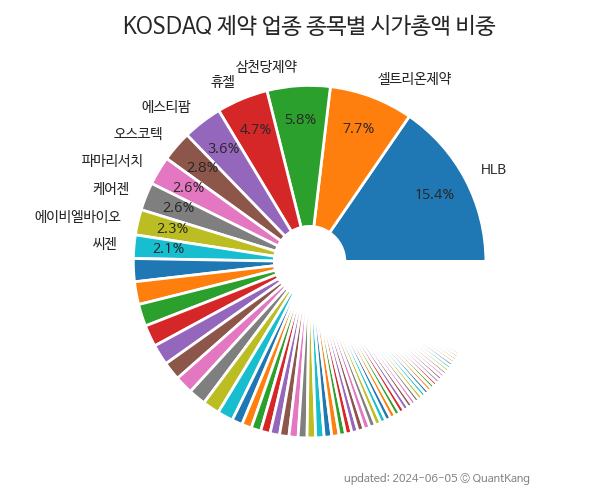 KOSDAQ 제약 업종 종목별 시가총액 비중
삼천당제약
셀트리온제약
휴젤
에스티팜
오스코텍
파마리서치
케어젠
에이비엘바이오
씨젠
HLB
5.8%
7.7%
4.7%
3.6%
2.8%
2.6%
2.6%
2.3%
2.1%
15.4%
updated: 2024-06-05 © QuantKang